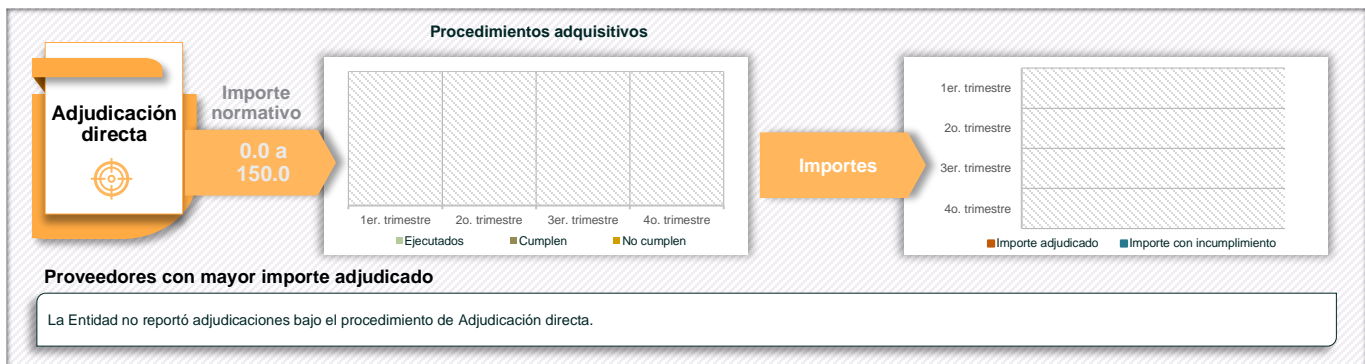 Procedimientos adquisitivos
Adjudicación
directa
Importe
normativo
0.0 a
150.0
1er. trimestre
2o. trimestre
3er. trimestre
4o. trimestre
Ejecutados
Cumplen
No cumplen
Importes
1er. trimestre
2o. trimestre
3er. trimestre
4o. trimestre
Importe adjudicado
Importe con incumplimiento
Proveedores con mayor importe adjudicado
La Entidad no reportó adjudicaciones bajo el procedimiento de Adjudicación directa.